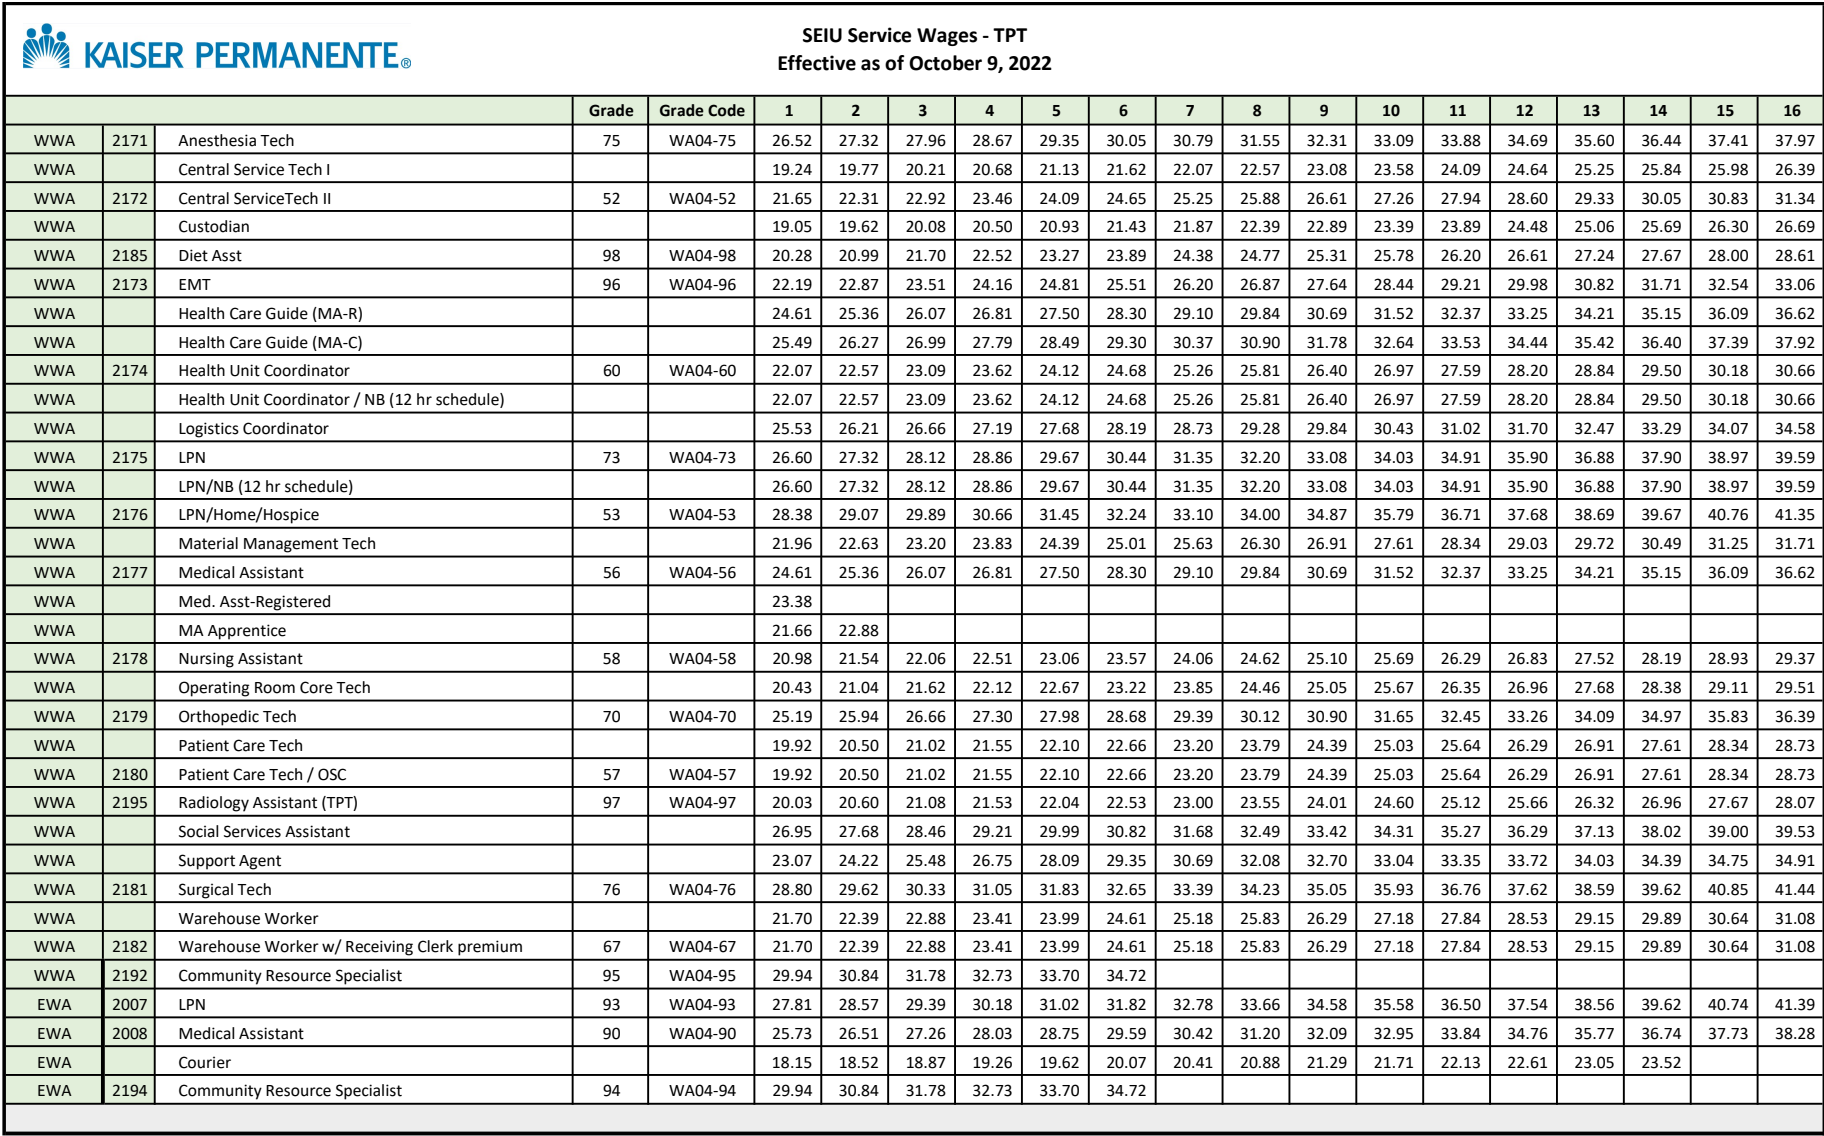 KAISER PERMANENTE®
SEIU Service Wages - TPT
Effective as of October 9, 2022
Grade Grade Code 1 2 3 4 5 6 7 8 9 10 11 12 13 14 15 16
WWA 2171 Anesthesia Tech 75 WA04-75 26.52 27.32 27.96 28.67 29.35 30.05 30.79 31.55 32.31 33.09 33.88 34.69 35.60 36.44 37.41 37.97
WWA Central Service Tech I 19.24 19.77 20.21 20.68 21.13 21.62 22.07 22.57 23.08 23.58 24.09 24.64 25.25 25.84 25.98 26.39
WWA 2172 Central ServiceTech II 52 WA04-52 21.65 22.31 22.92 23.46 24.09 24.65 25.25 25.88 26.61 27.26 27.94 28.60 29.33 30.05 30.83 31.34
WWA Custodian 19.05 19.62 20.08 20.50 20.93 21.43 21.87 22.39 22.89 23.39 23.89 24.48 25.06 25.69 26.30 26.69
WWA 2185 Diet Asst 98 WA04-98 20.28 20.99 21.70 22.52 23.27 23.89 24.38 24.77 25.31 25.78 26.20 26.61 27.24 27.67 28.00 28.61
WWA 2173 EMT 96 WA04-96 22.19 22.87 23.51 24.16 24.81 25.51 26.20 26.87 27.64 28.44 29.21 29.98 30.82 31.71 32.54 33.06
WWA Health Care Guide (MA-R) 24.61 25.36 26.07 26.81 27.50 28.30 29.10 29.84 30.69 31.52 32.37 33.25 34.21 35.15 36.09 36.62
WWA Health Care Guide (MA-C) 25.49 26.27 26.99 27.79 28.49 29.30 30.37 30.90 31.78 32.64 33.53 34.44 35.42 36.40 37.39 37.92
WWA 2174 Health Unit Coordinator 60 WA04-60 22.07 22.57 23.09 23.62 24.12 24.68 25.26 25.81 26.40 26.97 27.59 28.20 28.84 29.50 30.18 30.66
WWA Health Unit Coordinator / NB (12 hr schedule) 22.07 22.57 23.09 23.62 24.12 24.68 25.26 25.81 26.40 26.97 27.59 28.20 28.84 29.50 30.18 30.66
WWA Logistics Coordinator 25.53 26.21 26.66 27.19 27.68 28.19 28.73 29.28 29.84 30.43 31.02 31.70 32.47 33.29 34.07 34.58
WWA 2175 LPN 73 WA04-73 26.60 27.32 28.12 28.86 29.67 30.44 31.35 32.20 33.08 34.03 34.91 35.90 36.88 37.90 38.97 39.59
WWA LPN/NB (12 hr schedule) 26.60 27.32 28.12 28.86 29.67 30.44 31.35 32.20 33.08 34.03 34.91 35.90 36.88 37.90 38.97 39.59
WWA 2176 LPN/Home/Hospice 53 WA04-53 28.38 29.07 29.89 30.66 31.45 32.24 33.10 34.00 34.87 35.79 36.71 37.68 38.69 39.67 40.76 41.35
WWA Material Management Tech 21.96 22.63 23.20 23.83 24.39 25.01 25.63 26.30 26.91 27.61 28.34 29.03 29.72 30.49 31.25 31.71
WWA 2177 Medical Assistant 56 WA04-56 24.61 25.36 26.07 26.81 27.50 28.30 29.10 29.84 30.69 31.52 32.37 33.25 34.21 35.15 36.09 36.62
WWA Med. Asst-Registered 23.38
WWA MA Apprentice 21.66 22.88
WWA 2178 Nursing Assistant 58 WA04-58 20.98 21.54 22.06 22.51 23.06 23.57 24.06 24.62 25.10 25.69 26.29 26.83 27.52 28.19 28.93 29.37
WWA Operating Room Core Tech 20.43 21.04 21.62 22.12 22.67 23.22 23.85 24.46 25.05 25.67 26.35 26.96 27.68 28.38 29.11 29.51
WWA 2179 Orthopedic Tech 70 WA04-70 25.19 25.94 26.66 27.30 27.98 28.68 29.39 30.12 30.90 31.65 32.45 33.26 34.09 34.97 35.83 36.39
WWA Patient Care Tech 19.92 20.50 21.02 21.55 22.10 22.66 23.20 23.79 24.39 25.03 25.64 26.29 26.91 27.61 28.34 28.73
WWA 2180 Patient Care Tech / OSC 57 WA04-57 19.92 20.50 21.02 21.55 22.10 22.66 23.20 23.79 24.39 25.03 25.64 26.29 26.91 27.61 28.34 28.73
WWA 2195 Radiology Assistant (TPT) 97 WA04-97 20.03 20.60 21.08 21.53 22.04 22.53 23.00 23.55 24.01 24.60 25.12 25.66 26.32 26.96 27.67 28.07
WWA Social Services Assistant 26.95 27.68 28.46 29.21 29.99 30.82 31.68 32.49 33.42 34.31 35.27 36.29 37.13 38.02 39.00 39.53
WWA Support Agent 23.07 24.22 25.48 26.75 28.09 29.35 30.69 32.08 32.70 33.04 33.35 33.72 34.03 34.39 34.75 34.91
WWA 2181 Surgical Tech 76 WA04-76 28.80 29.62 30.33 31.05 31.83 32.65 33.39 34.23 35.05 35.93 36.76 37.62 38.59 39.62 40.85 41.44
WWA Warehouse Worker 21.70 22.39 22.88 23.41 23.99 24.61 25.18 25.83 26.29 27.18 27.84 28.53 29.15 29.89 30.64 31.08
WWA 2182 Warehouse Worker w/ Receiving Clerk premium 67 WA04-67 21.70 22.39 22.88 23.41 23.99 24.61 25.18 25.83 26.29 27.18 27.84 28.53 29.15 29.89 30.64 31.08
WWA 2192 Community Resource Specialist 95 WA04-95 29.94 30.84 31.78 32.73 33.70 34.72
EWA 2007 LPN 93 WA04-93 27.81 28.57 29.39 30.18 31.02 31.82 32.78 33.66 34.58 35.58 36.50 37.54 38.56 39.62 40.74 41.39
EWA 2008 Medical Assistant 90 WA04-90 25.73 26.51 27.26 28.03 28.75 29.59 30.42 31.20 32.09 32.95 33.84 34.76 35.77 36.74 37.73 38.28
EWA Courier 18.15 18.52 18.87 19.26 19.62 20.07 20.41 20.88 21.29 21.71 22.13 22.61 23.05 23.52
EWA 2194 Community Resource Specialist 94 WA04-94 29.94 30.84 31.78 32.73 33.70 34.72